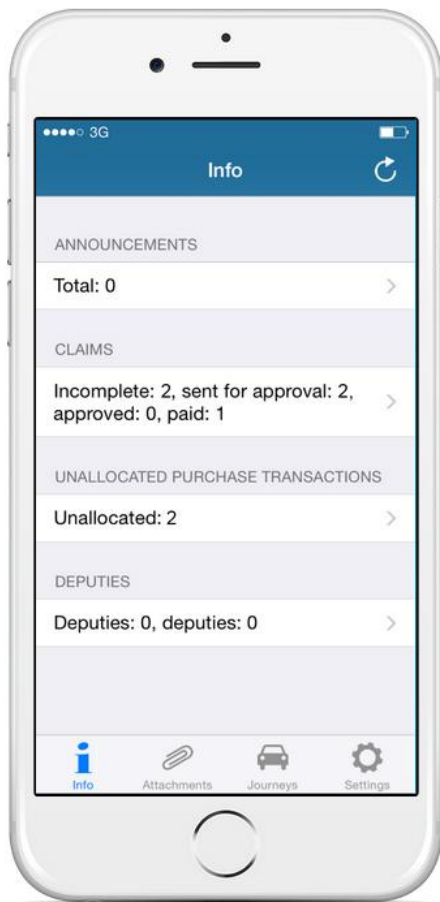 3G
Info
ANNOUNCEMENTS
Total: 0
CLAIMS
Incomplete: 2, sent for approval: 2,
approved: 0, paid: 1
UNALLOCATED PURCHASE TRANSACTIONS
Unallocated: 2
DEPUTIES
Deputies: 0, deputies: 0
Info Attachments Journeys Settings